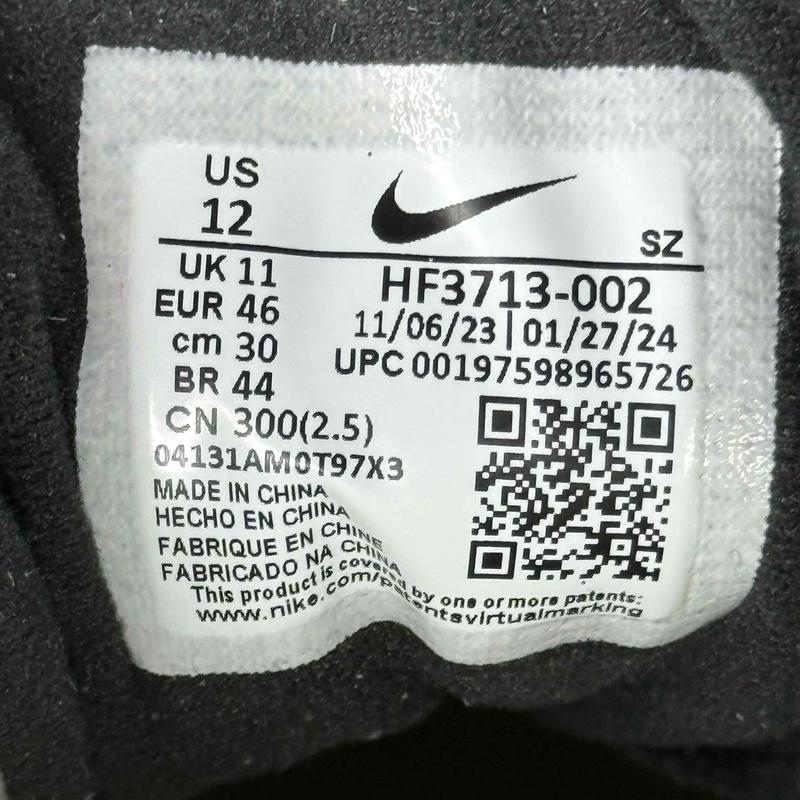 US
12
SZ
UK 11
EUR 46
cm 30
BR 44
CN 300(2.5)
HF3713-002
11/06/23 | 01/27/24
UPC 00197598965726
04131AM0T97X3
MADE IN CHINA
HECHO EN CHINA
FABRIQUE EN CHINE
FABRICADO NA CHINA
This product is covered by one or more patents:
www.nike.com/patentsvirtualmarking